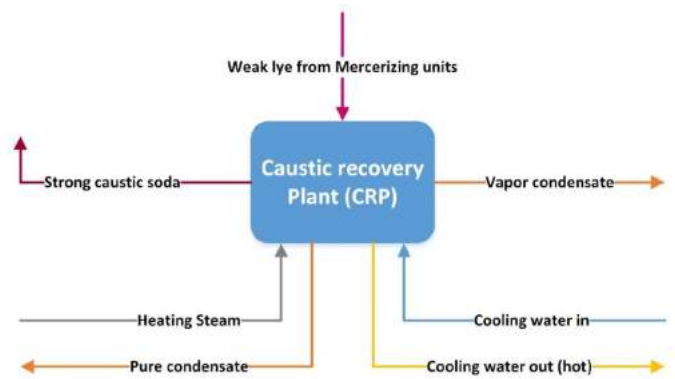 Weak lye from Mercerizing units
Caustic recovery
Plant (CRP)
Strong caustic soda
Vapor condensate
Heating Steam
Cooling water in
Pure condensate
Cooling water out (hot)